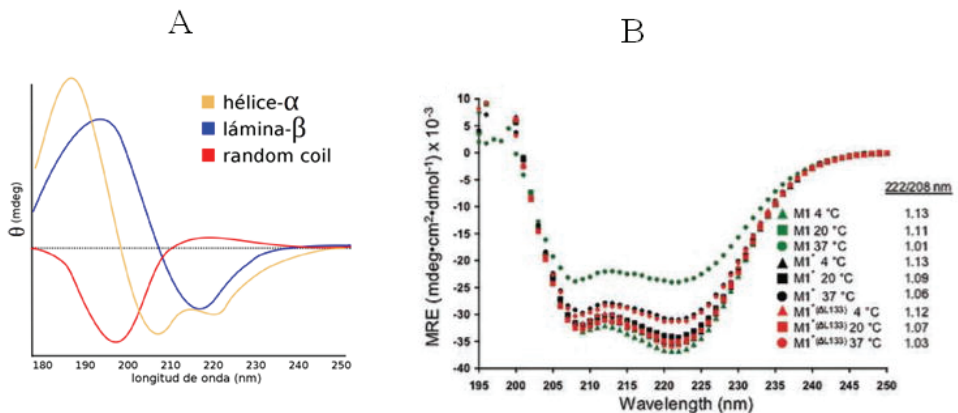 A
hélice-α
lámina-β
random coil
θ (mdeg)
180 190 200 210 220 230 240 250
longitud de onda (nm)
B
MRE (mdeg•cm²•dmol⁻¹) x 10⁻³
10
5
0
-5
-10
-15
-20
-25
-30
-35
-40
222/208 nm
M1 4 °C 1.13
M1 20 °C 1.11
M1 37 °C 1.01
M1* 4 °C 1.13
M1* 20 °C 1.09
M1* 37 °C 1.06
M1*(ΔL133) 4 °C 1.12
M1*(ΔL133) 20 °C 1.07
M1*(ΔL133) 37 °C 1.03
195 200 205 210 215 220 225 230 235 240 245 250
Wavelength (nm)